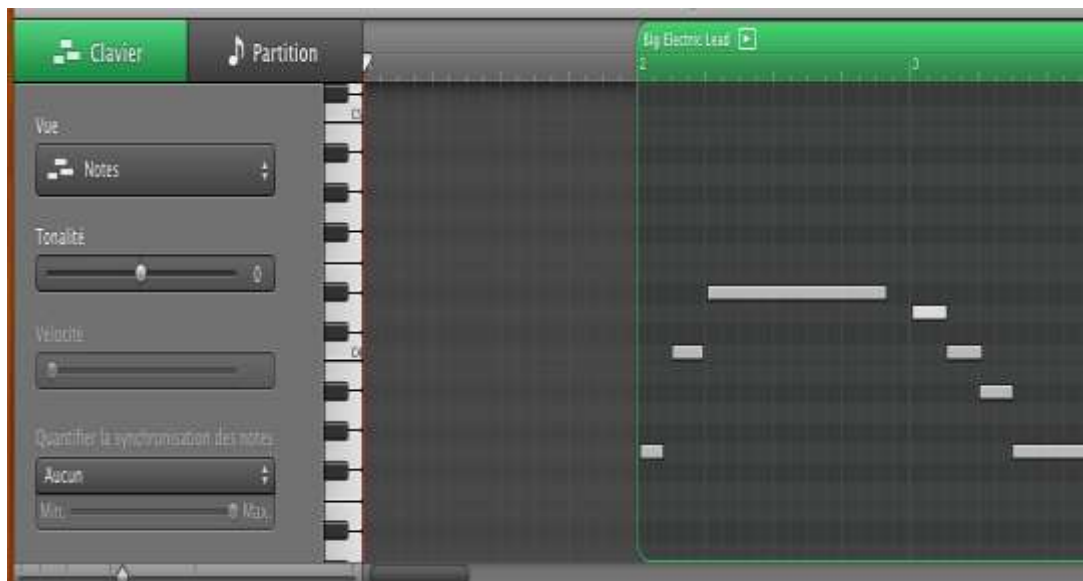 Clavier
Partition
Big Electric Lead
2
3
C5
Vue
Notes
Tonalité
0
Velocité
C4
Quantifier la synchronisation des notes
Aucun
Min.
Max.